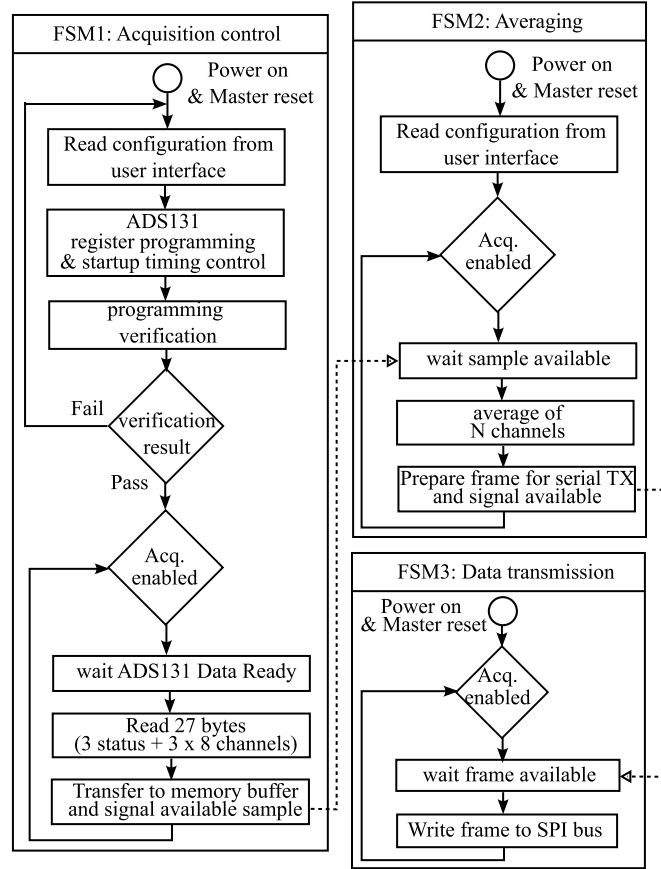 FSM1: Acquisition control
Power on
& Master reset
Read configuration from
user interface
ADS131
register programming
& startup timing control
programming
verification
Fail
verification
result
Pass
Acq.
enabled
wait ADS131 Data Ready
Read 27 bytes
(3 status + 3 x 8 channels)
Transfer to memory buffer
and signal available sample
FSM2: Averaging
Power on
& Master reset
Read configuration from
user interface
Acq.
enabled
wait sample available
average of
N channels
Prepare frame for serial TX
and signal available
FSM3: Data transmission
Power on
& Master reset
Acq.
enabled
wait frame available
Write frame to SPI bus